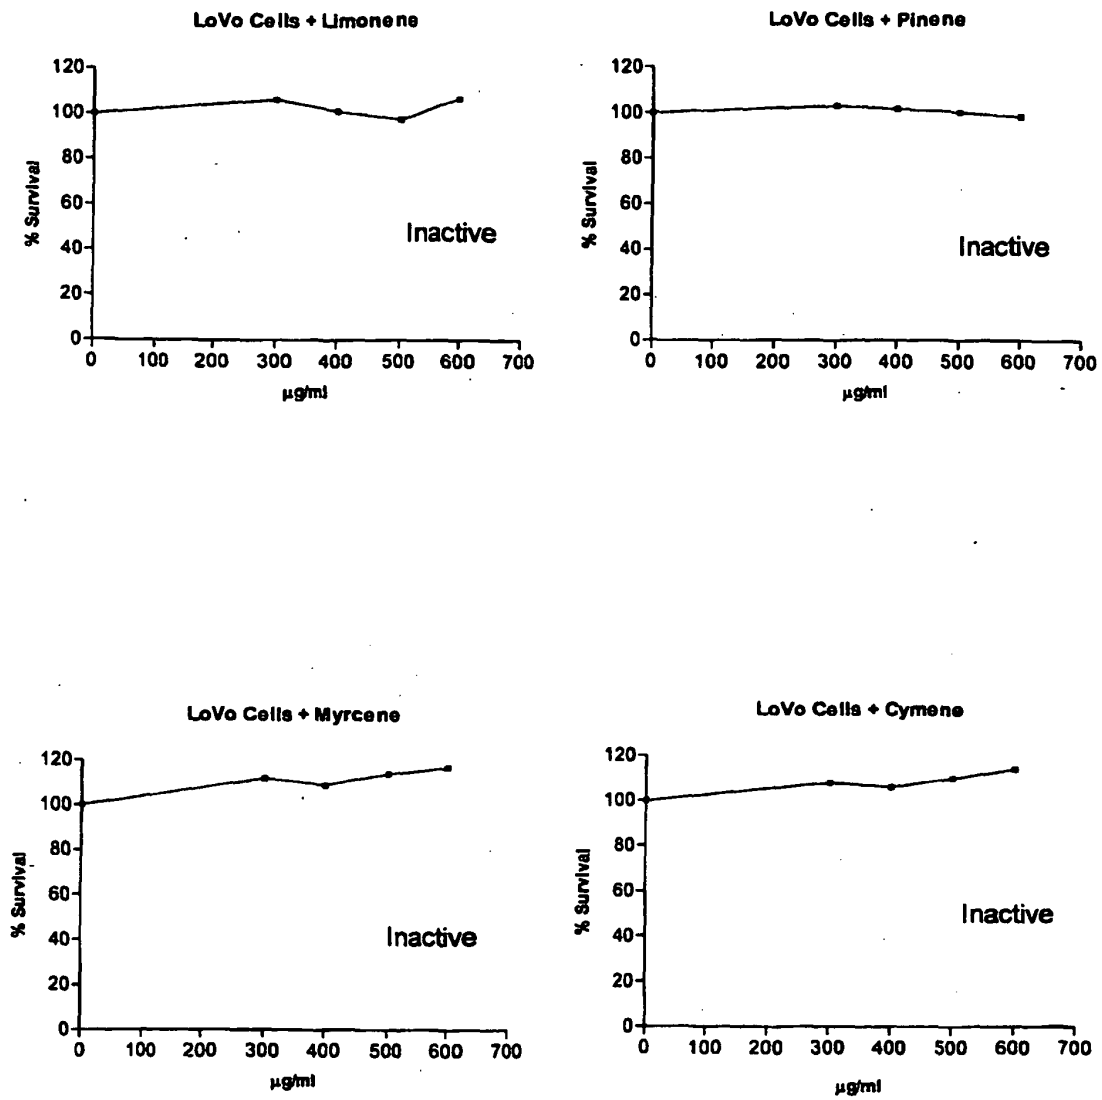 LoVo Cells + Limonene
120
100
80
60
40
20
0
% Survival
Inactive
0 100 200 300 400 500 600 700
µg/ml
LoVo Cells + Pinene
120
100
80
60
40
20
0
% Survival
Inactive
0 100 200 300 400 500 600 700
µg/ml
LoVo Cells + Myrcene
120
100
80
60
40
20
0
% Survival
Inactive
0 100 200 300 400 500 600 700
µg/ml
LoVo Cells + Cymene
120
100
80
60
40
20
0
% Survival
Inactive
0 100 200 300 400 500 600 700
µg/ml